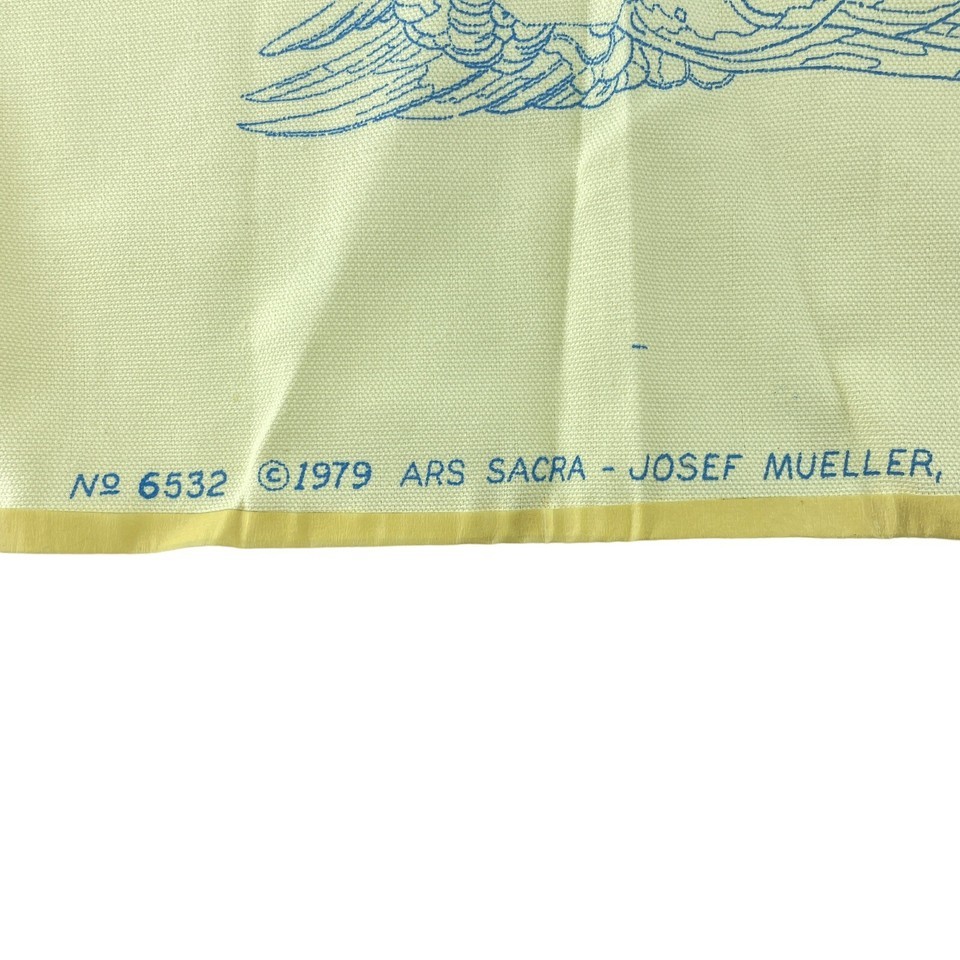 Nº 6532 ©1979 ARS SACRA - JOSEF MUELLER,